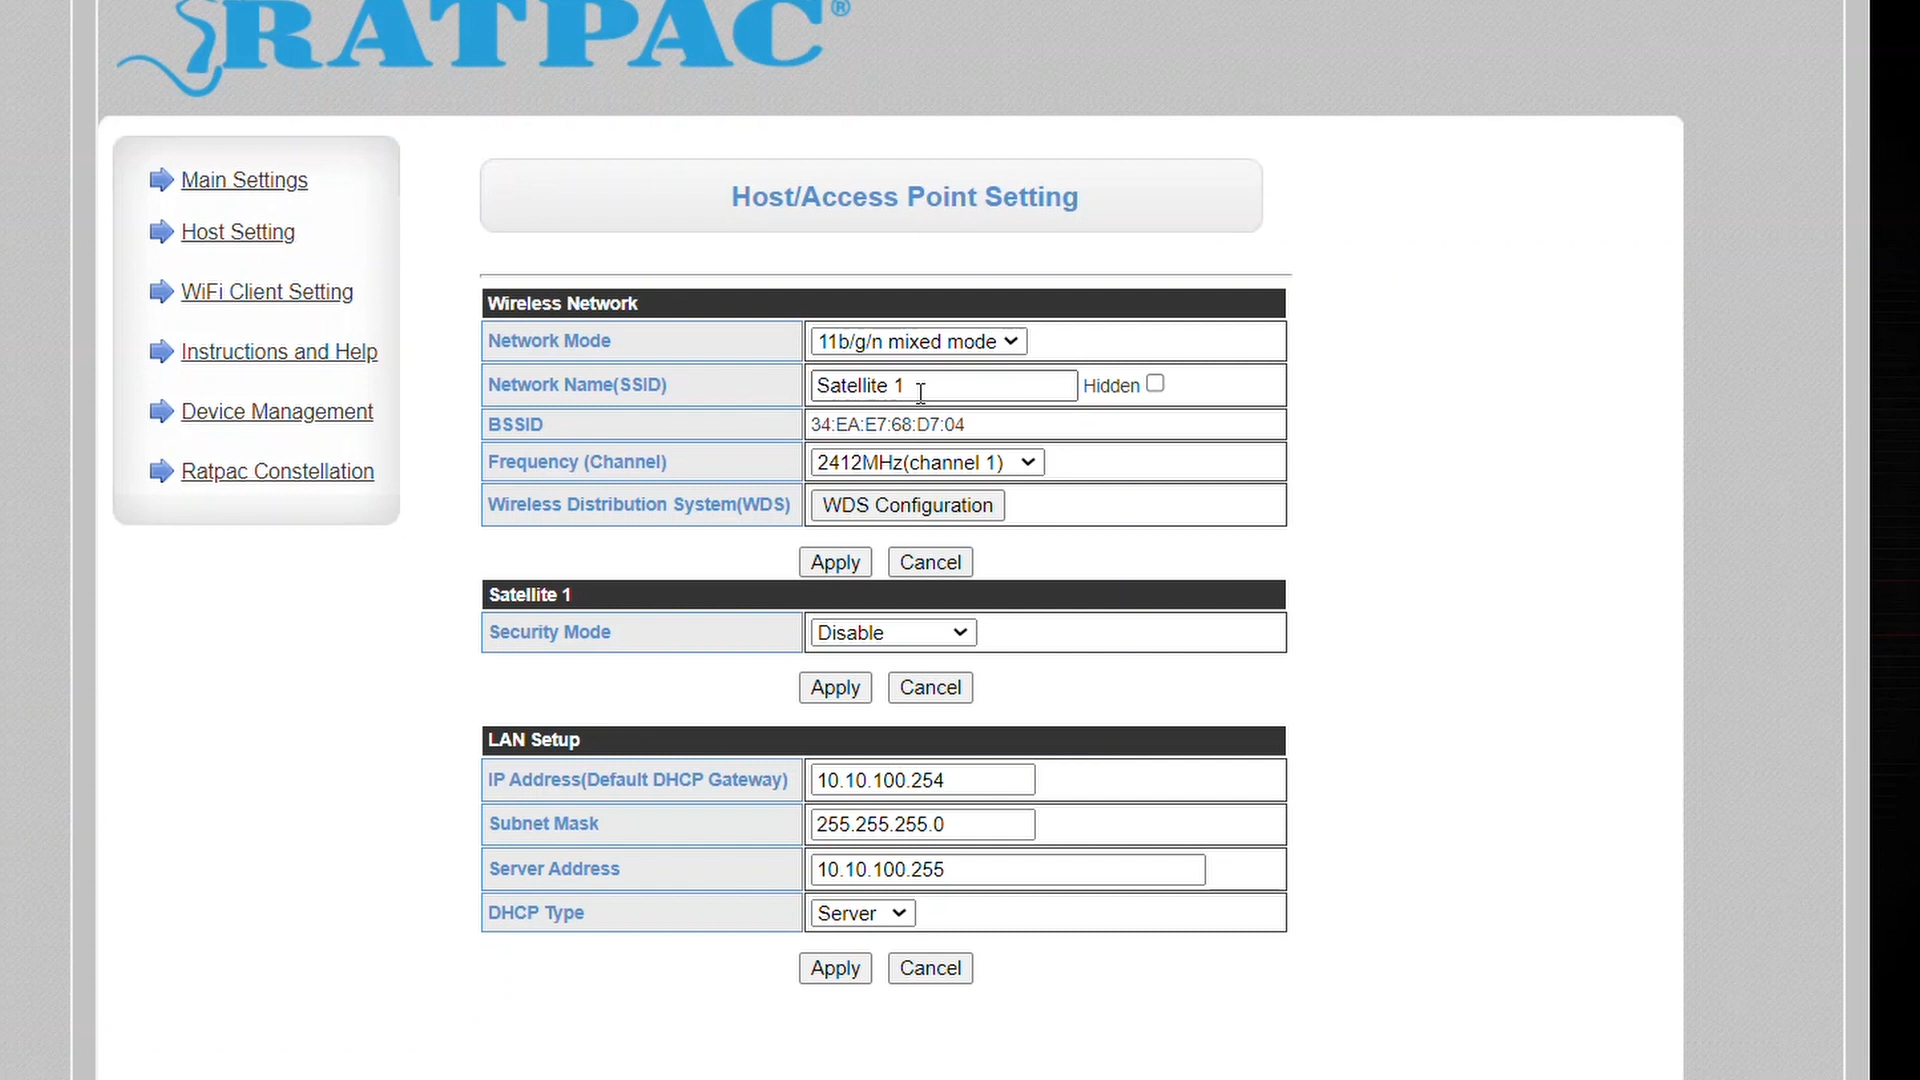 RATPAC®
Main Settings
Host Setting
WiFi Client Setting
Instructions and Help
Device Management
Ratpac Constellation
Host/Access Point Setting
Wireless Network
Network Mode 11b/g/n mixed mode
Network Name(SSID) Satellite 1 Hidden
BSSID 34:EA:E7:68:D7:04
Frequency (Channel) 2412MHz(channel 1)
Wireless Distribution System(WDS) WDS Configuration
Apply Cancel
Satellite 1
Security Mode Disable
Apply Cancel
LAN Setup
IP Address(Default DHCP Gateway) 10.10.100.254
Subnet Mask 255.255.255.0
Server Address 10.10.100.255
DHCP Type Server
Apply Cancel